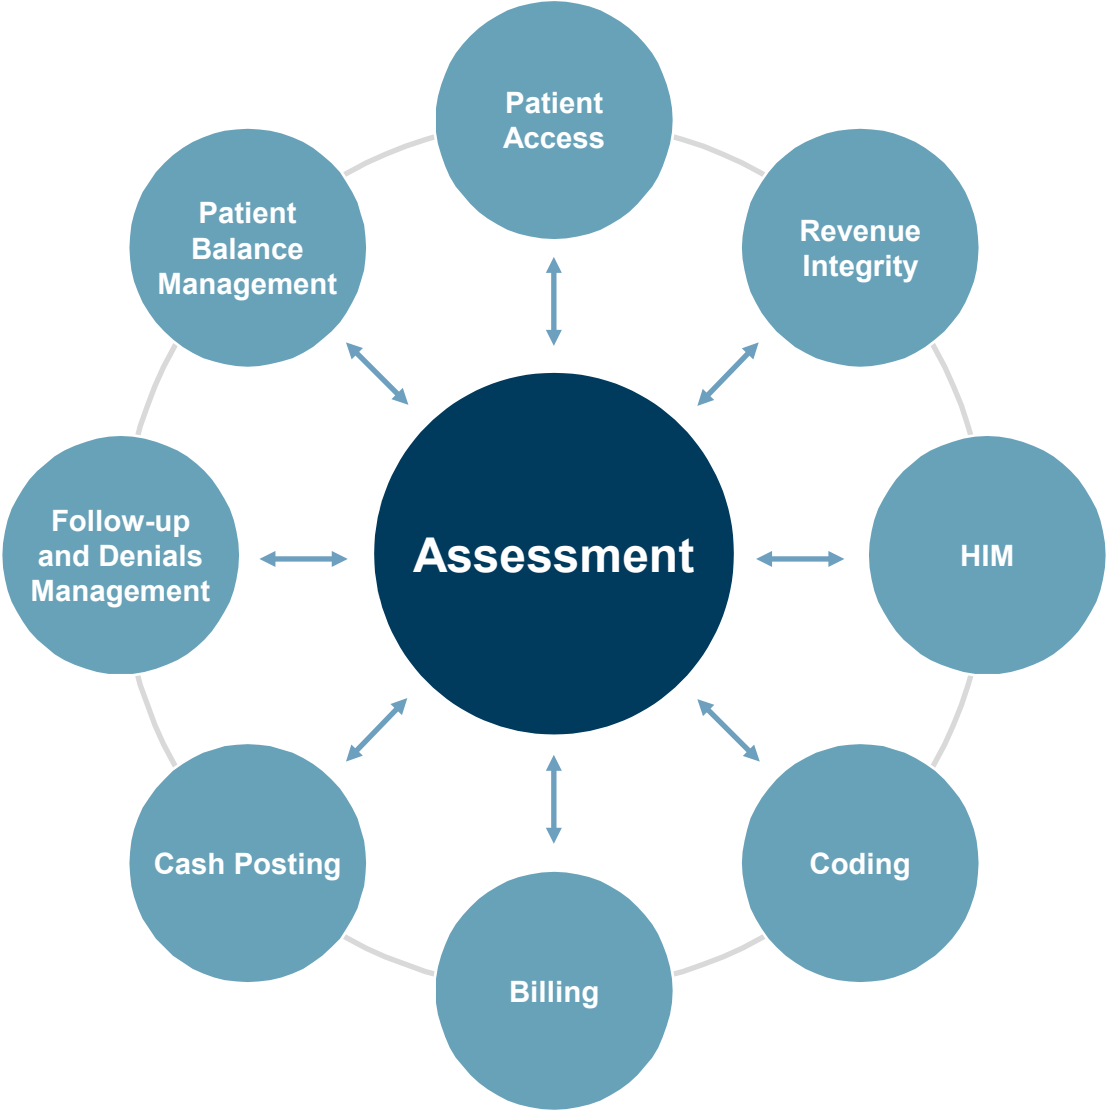 Patient
Access
Revenue
Integrity
HIM
Coding
Billing
Cash Posting
Follow-up
and Denials
Management
Patient
Balance
Management
Assessment